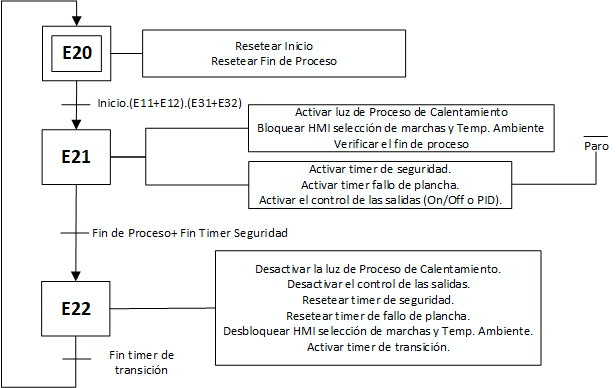 E20
Resetear Inicio
Resetear Fin de Proceso
Inicio.(E11+E12).(E31+E32)
E21
Activar luz de Proceso de Calentamiento
Bloquear HMI selección de marchas y Temp. Ambiente
Verificar el fin de proceso
Paro
Activar timer de seguridad.
Activar timer fallo de plancha.
Activar el control de las salidas (On/Off o PID).
Fin de Proceso+ Fin Timer Seguridad
E22
Desactivar la luz de Proceso de Calentamiento.
Desactivar el control de las salidas.
Resetear timer de seguridad.
Resetear timer de fallo de plancha.
Desbloquear HMI selección de marchas y Temp. Ambiente.
Activar timer de transición.
Fin timer de
transición